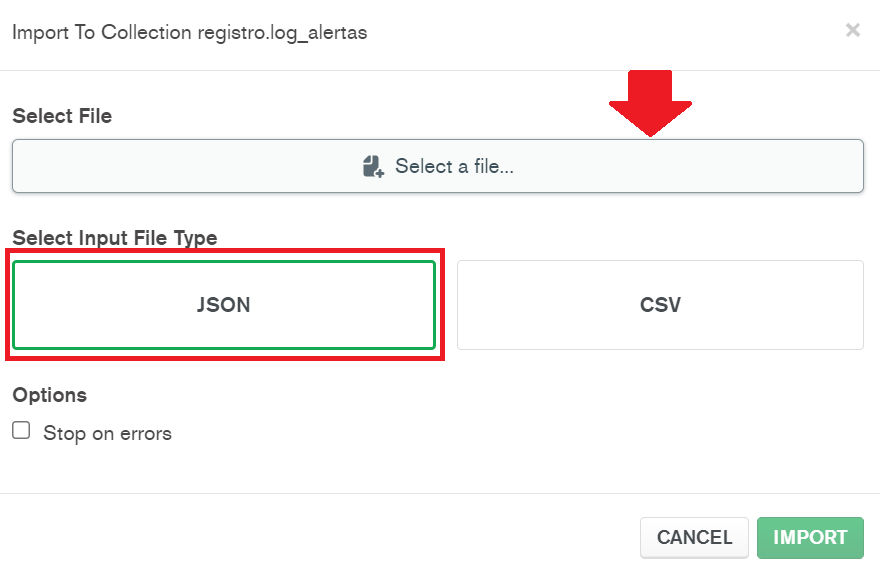 Import To Collection registro.log_alertas
×
Select File
Select a file...
Select Input File Type
JSON
CSV
Options
Stop on errors
CANCEL
IMPORT